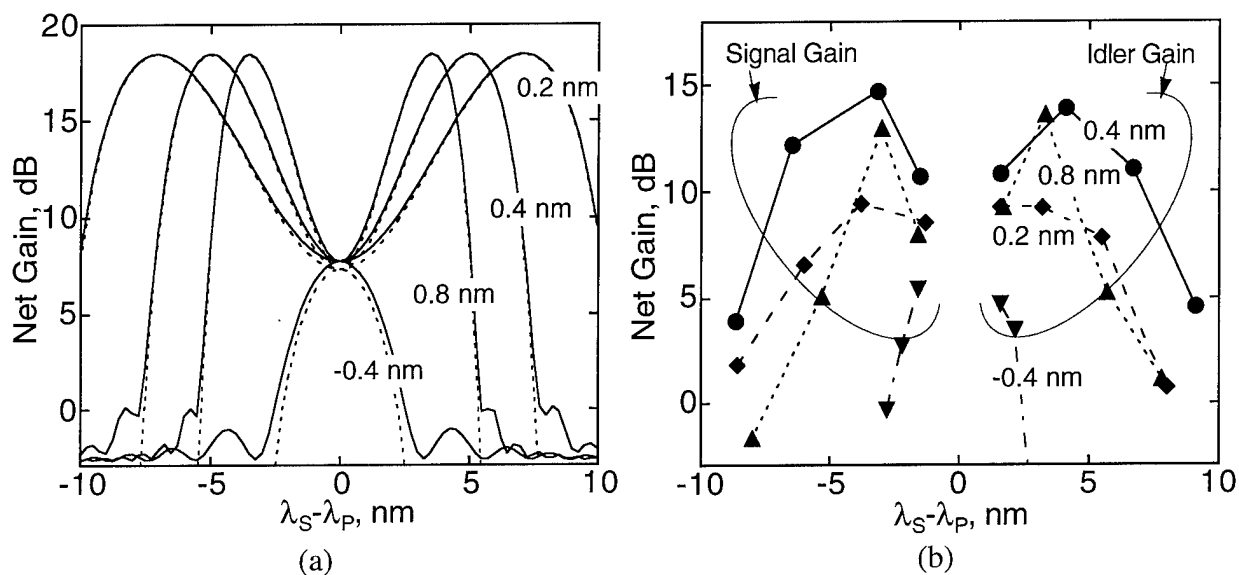 20
15
10
5
0
Net Gain, dB
0.2 nm
0.4 nm
0.8 nm
-0.4 nm
-10
-5
0
5
10
λS-λP, nm
(a)
15
10
5
0
Net Gain, dB
Signal Gain
Idler Gain
0.4 nm
0.8 nm
0.2 nm
-0.4 nm
-10
-5
0
5
10
λS-λP, nm
(b)